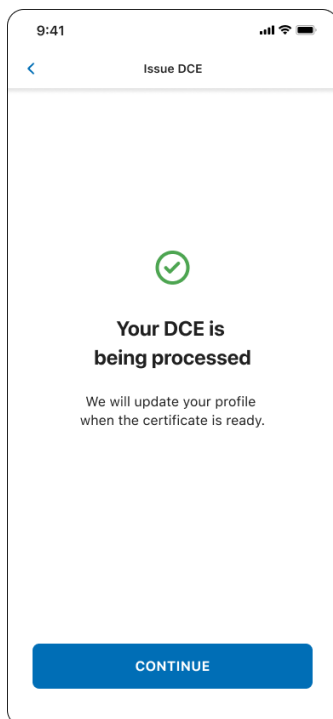 9:41
Issue DCE
Your DCE is
being processed
We will update your profile
when the certificate is ready.
CONTINUE